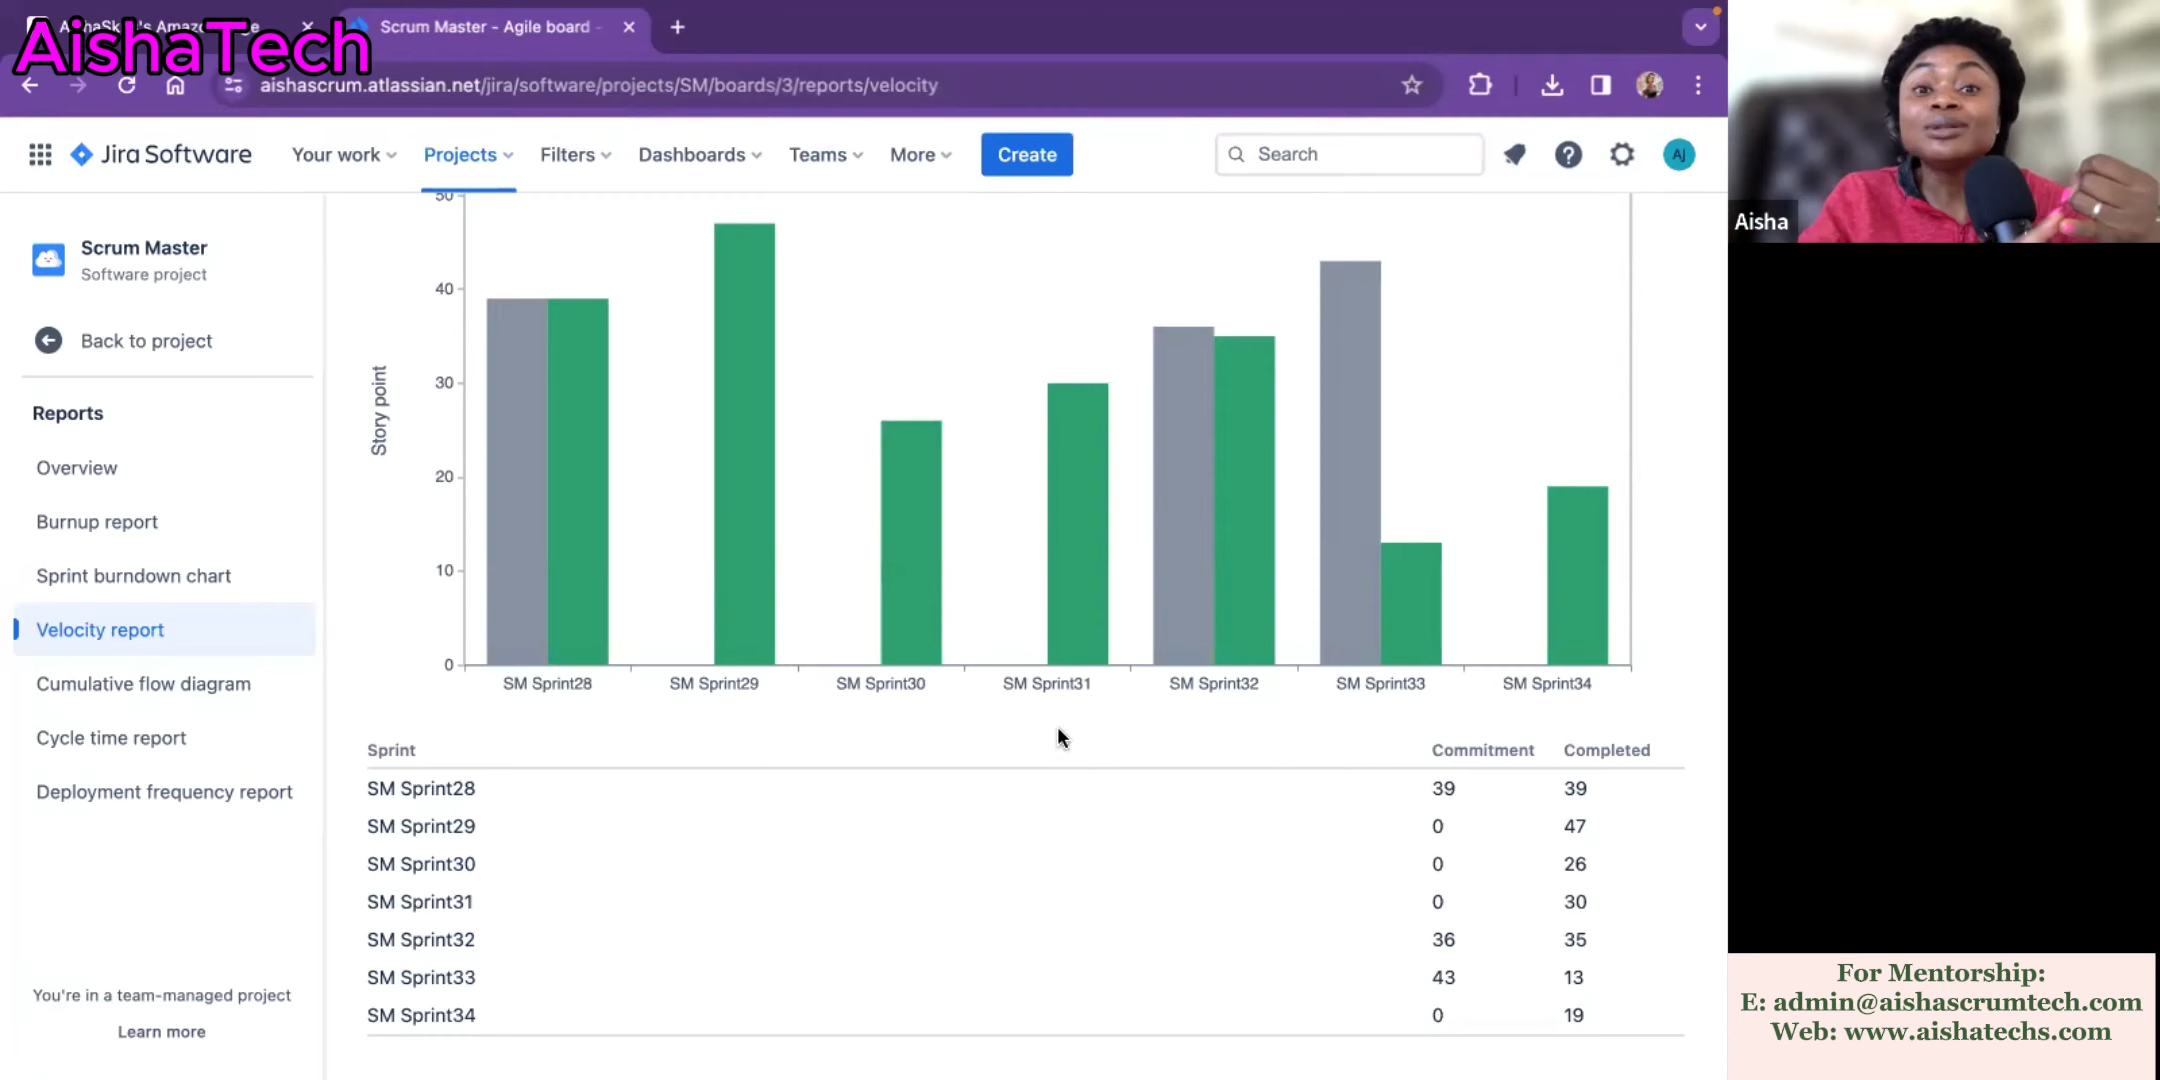 AishaTech
Scrum Master - Agile board -
aishascrum.atlassian.net/jira/software/projects/SM/boards/3/reports/velocity
Jira Software
Your work
Projects
Filters
Dashboards
Teams
More
Create
Search
AJ
Aisha
Scrum Master
Software project
Back to project
Reports
Overview
Burnup report
Sprint burndown chart
Velocity report
Cumulative flow diagram
Cycle time report
Deployment frequency report
You're in a team-managed project
Learn more
Story point
50
40
30
20
10
0
SM Sprint28 SM Sprint29 SM Sprint30 SM Sprint31 SM Sprint32 SM Sprint33 SM Sprint34
Sprint Commitment Completed
SM Sprint28 39 39
SM Sprint29 0 47
SM Sprint30 0 26
SM Sprint31 0 30
SM Sprint32 36 35
SM Sprint33 43 13
SM Sprint34 0 19
For Mentorship:
E: admin@aishascrumtech.com
Web: www.aishatechs.com